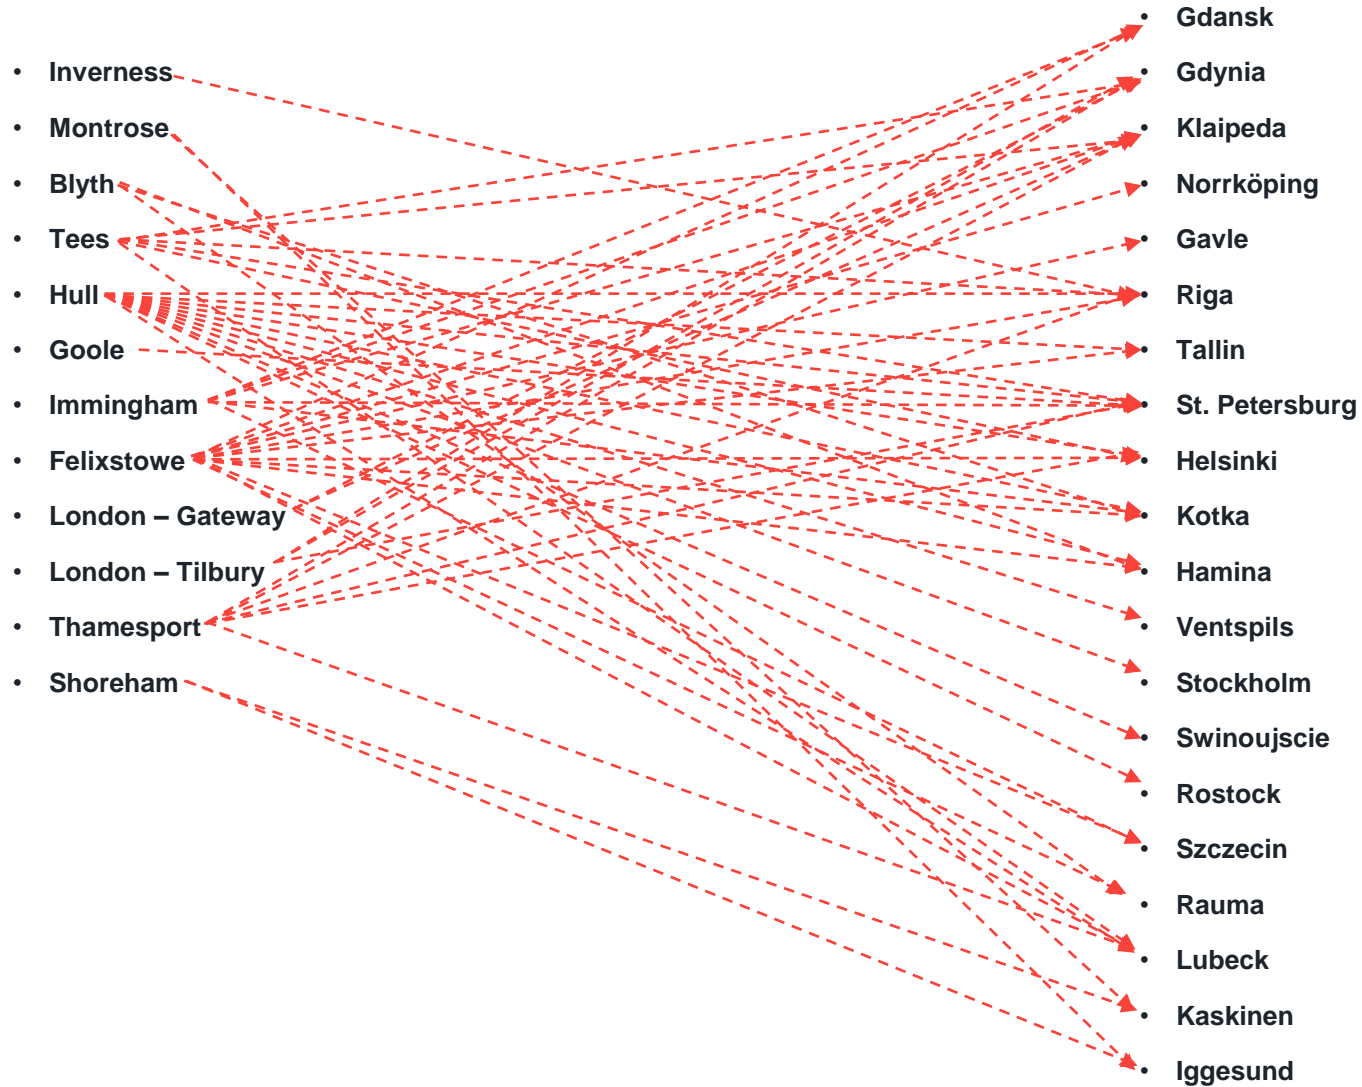 • Inverness
• Montrose
• Blyth
• Tees
• Hull
• Goole
• Immingham
• Felixstowe
• London – Gateway
• London – Tilbury
• Thamesport
• Shoreham
• Gdansk
• Gdynia
• Klaipeda
• Norrköping
• Gavle
• Riga
• Tallin
• St. Petersburg
• Helsinki
• Kotka
• Hamina
• Ventspils
• Stockholm
• Swinoujscie
• Rostock
• Szczecin
• Rauma
• Lubeck
• Kaskinen
• Iggesund